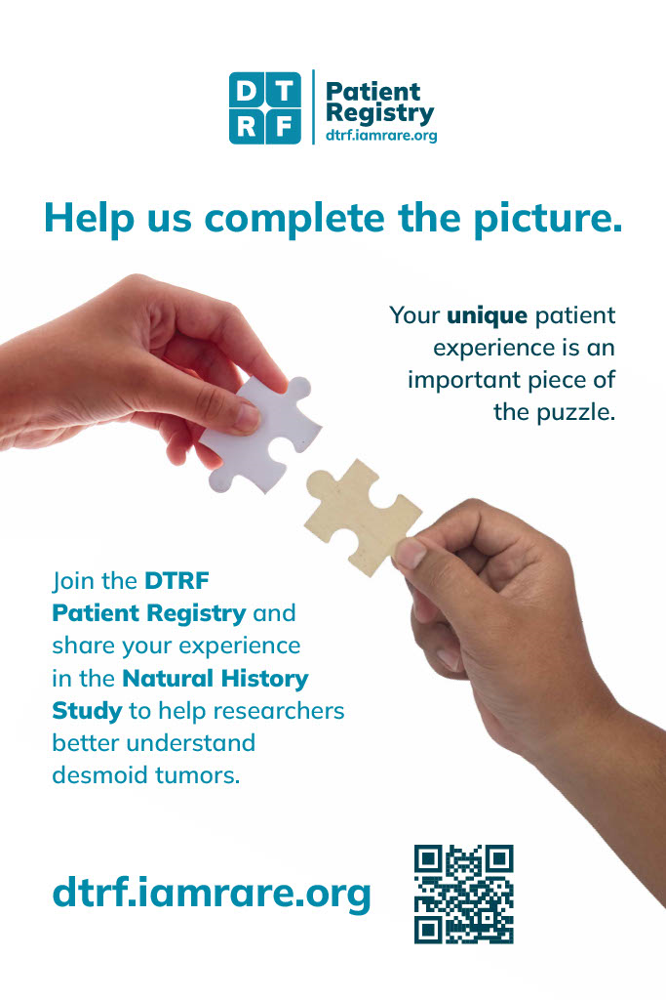 D T
R F
Patient
Registry
dtrf.iamrare.org
Help us complete the picture.
Your unique patient
experience is an
important piece of
the puzzle.
Join the DTRF
Patient Registry and
share your experience
in the Natural History
Study to help researchers
better understand
desmoid tumors.
dtrf.iamrare.org